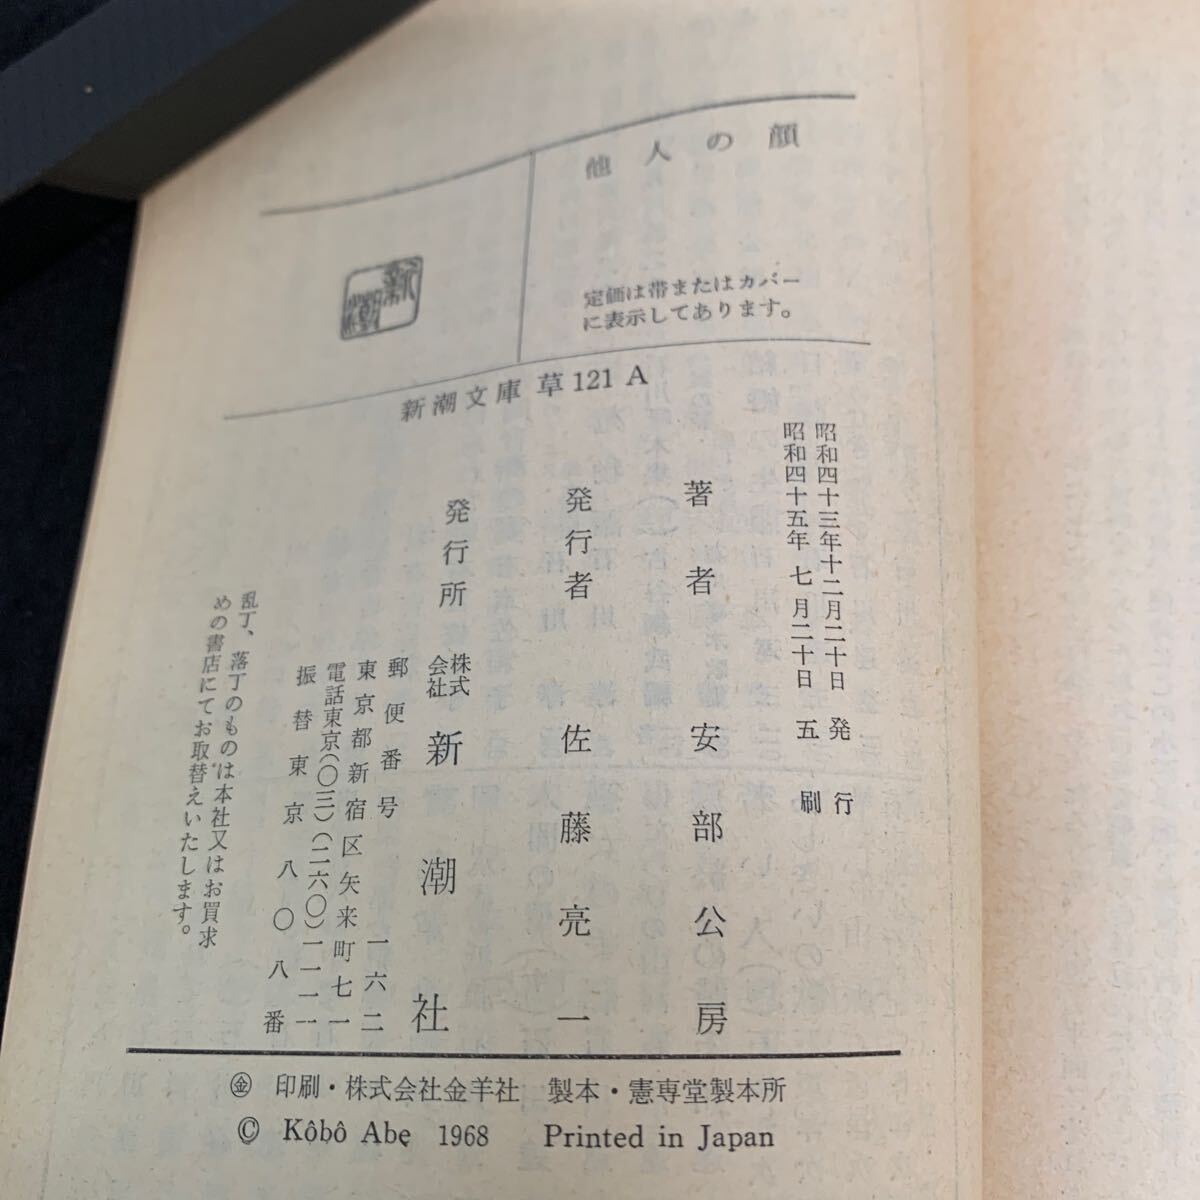 他人の顔
定価は帯またはカバー
に表示してあります。
新潮
新潮文庫 草121A
昭和四十三年十二月二十日 発行
昭和四十五年 七月二十日 五刷
著者 安部公房
発行者 佐藤亮一
発行所 株式会社 新潮社
郵便番号 一六二
東京都新宿区矢来町七一
電話東京(〇三)(二六〇)一一一一
振替東京八〇八番
乱丁、落丁のものは本社又はお買求
めの書店にてお取替えいたします。
㊎ 印刷・株式会社金羊社 製本・憲専堂製本所
© Kôbô Abe 1968 Printed in Japan